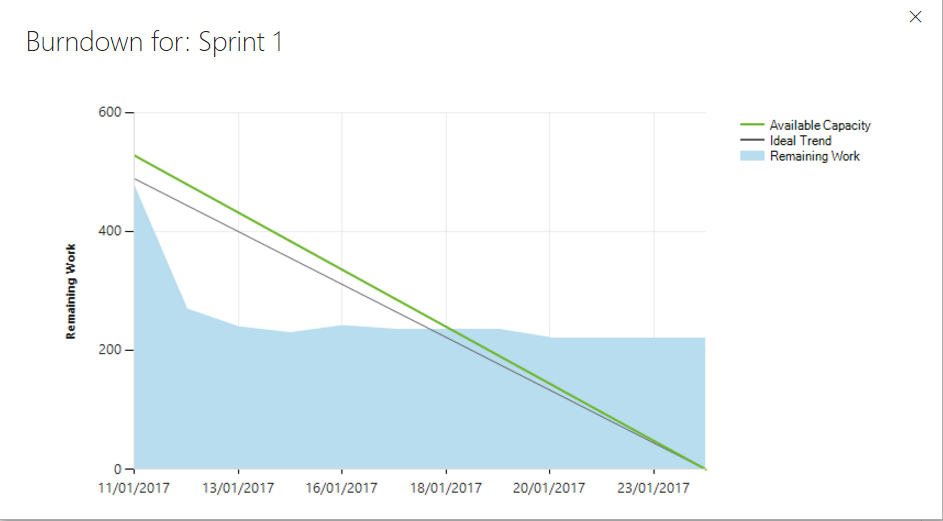 Burndown for: Sprint 1
Available Capacity
Ideal Trend
Remaining Work
Remaining Work
600
400
200
0
11/01/2017 13/01/2017 16/01/2017 18/01/2017 20/01/2017 23/01/2017